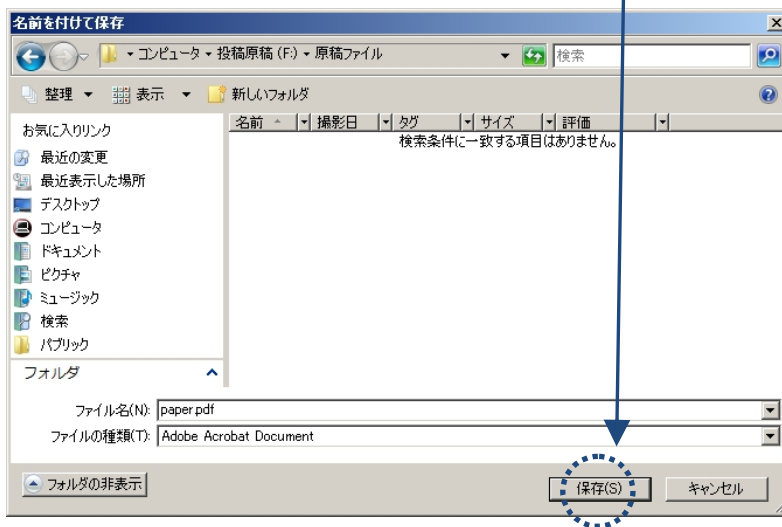 名前を付けて保存
コンピュータ 投稿原稿 (F:) 原稿ファイル 検索
整理 表示 新しいフォルダ
お気に入りリンク
最近の変更
最近表示した場所
デスクトップ
コンピュータ
ドキュメント
ピクチャ
ミュージック
検索
パブリック
フォルダ
名前 撮影日 タグ サイズ 評価
検索条件に一致する項目はありません。
ファイル名(N): paper.pdf
ファイルの種類(T): Adobe Acrobat Document
フォルダの非表示 保存(S) キャンセル